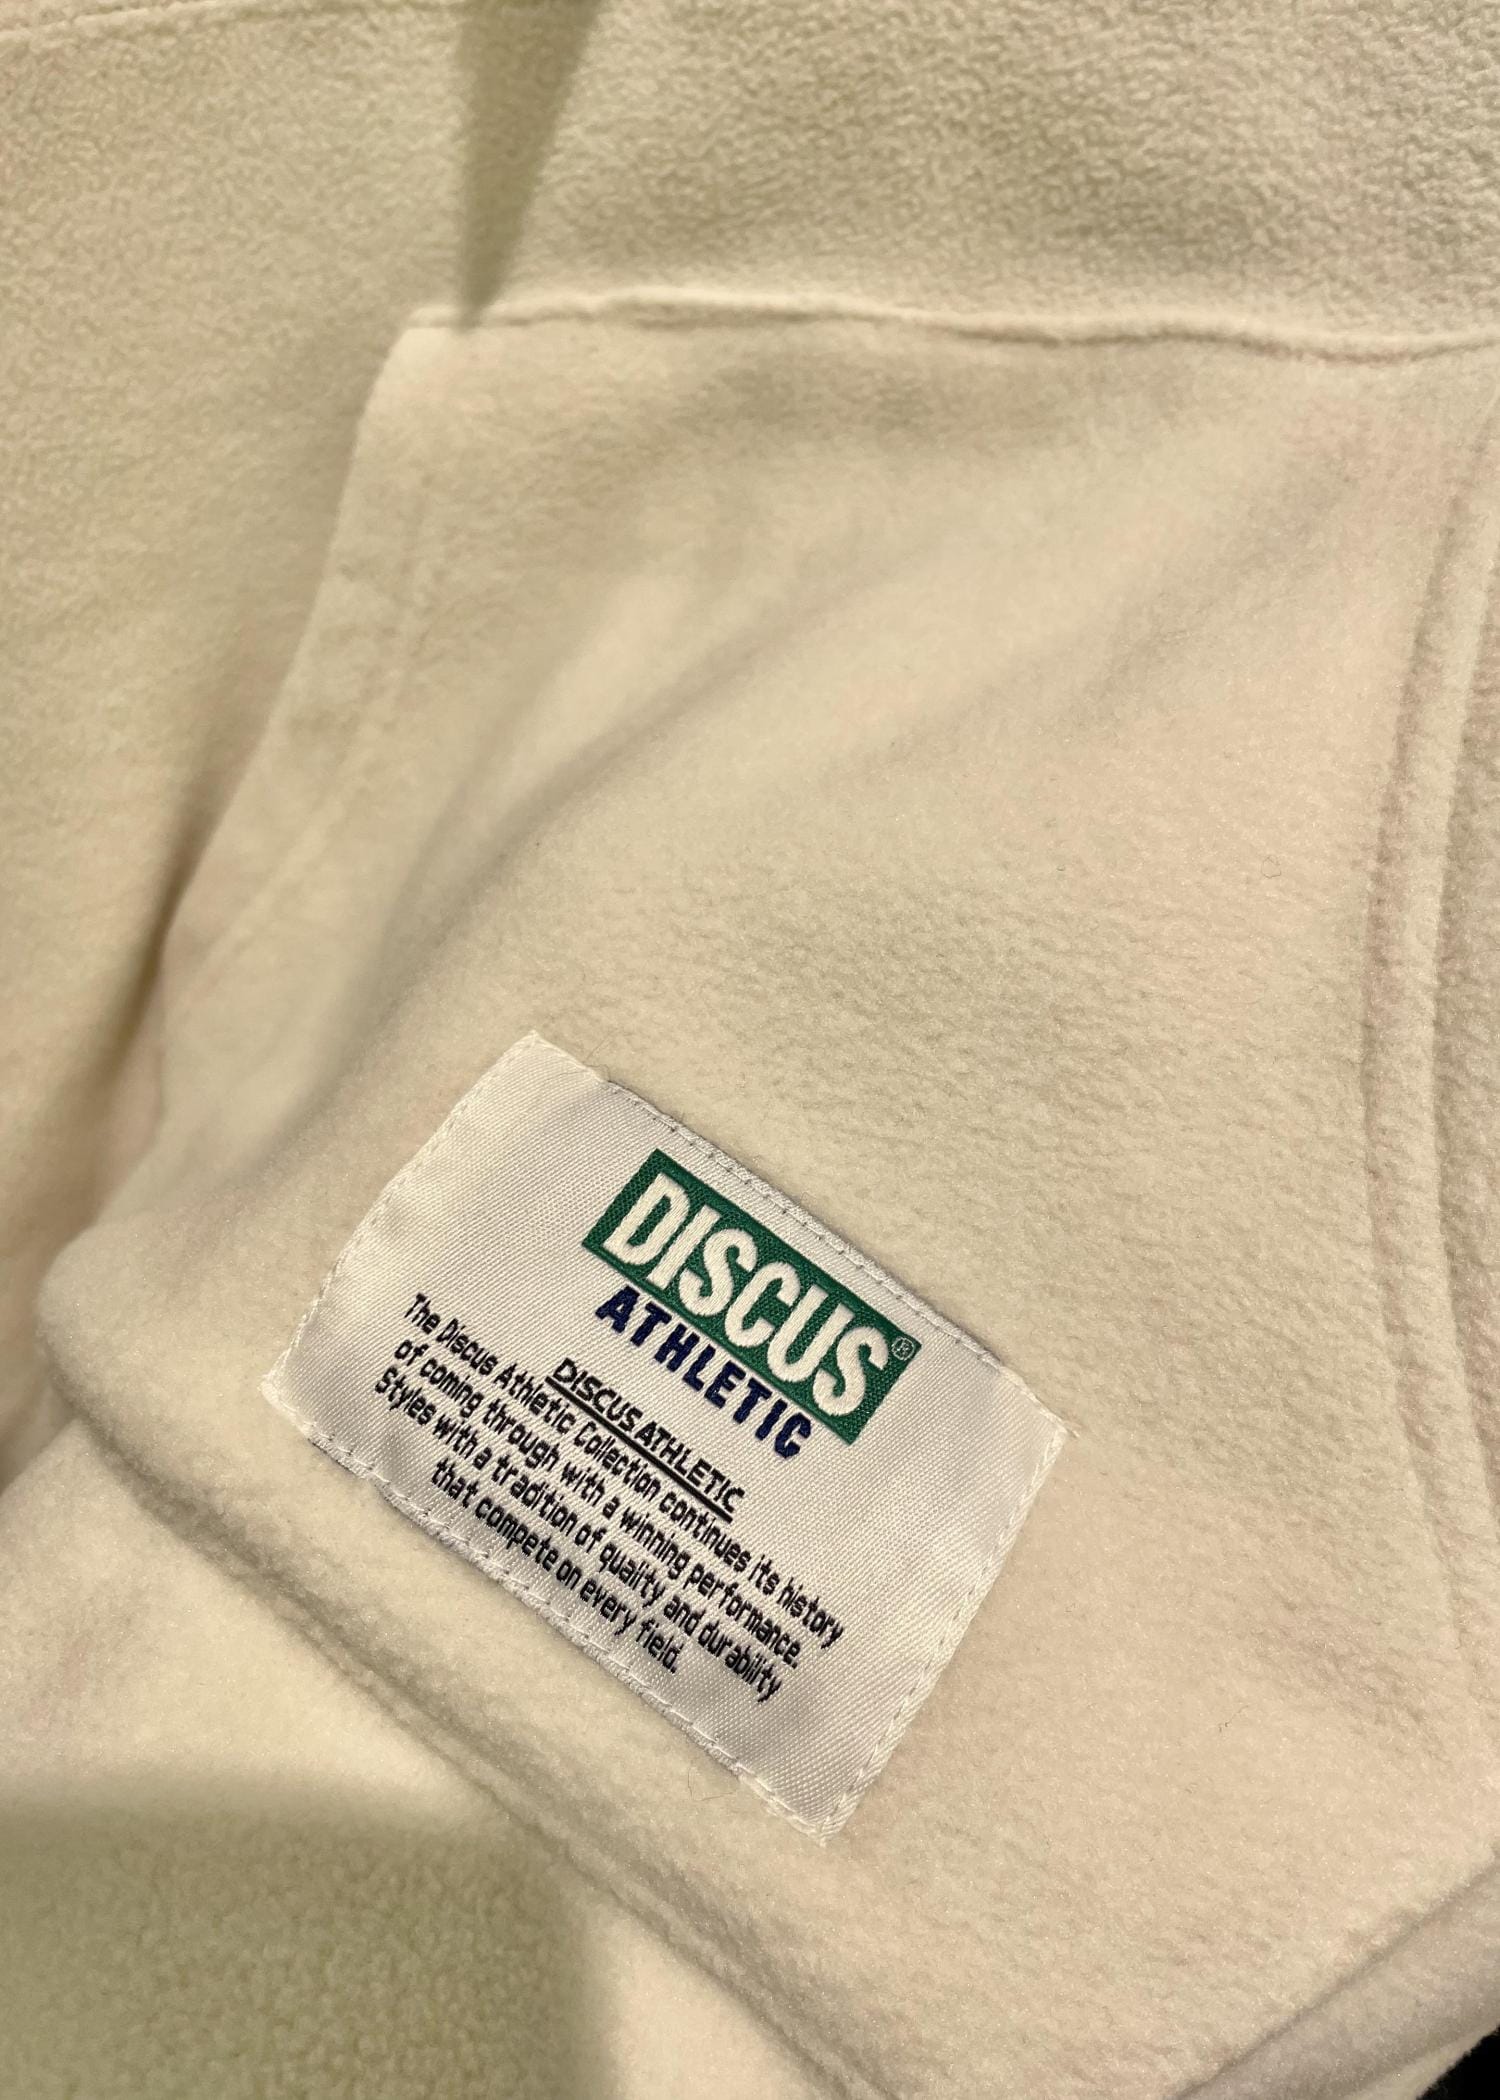 DISCUS®
ATHLETIC
DISCUS ATHLETIC
The Discus Athletic Collection continues its history
of coming through with a winning performance.
Styles with a tradition of quality and durability
that compete on every field.